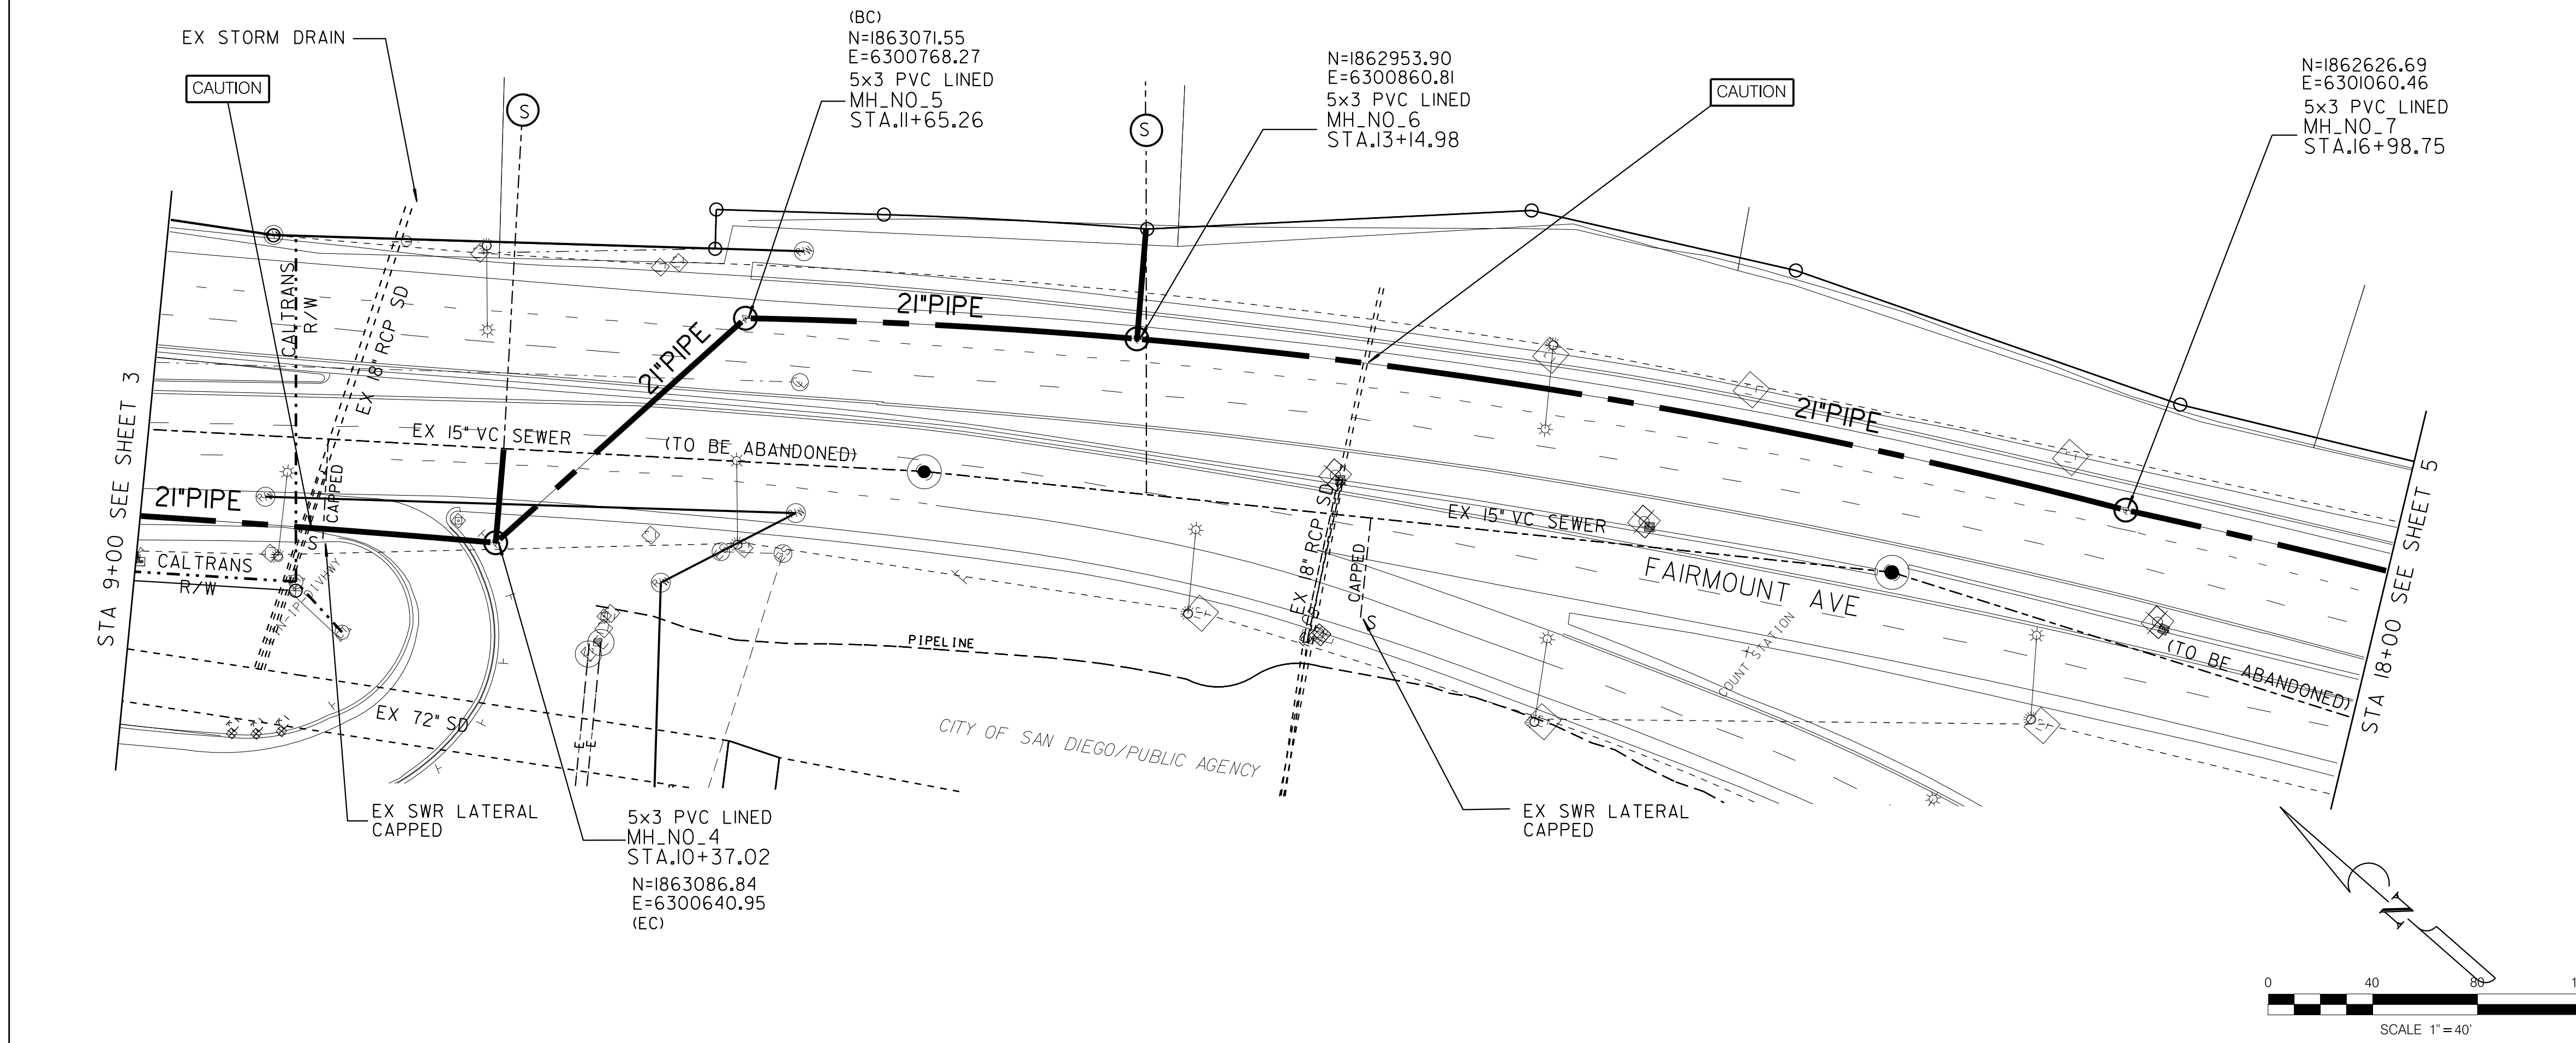 EX STORM DRAIN
CAUTION
S
(BC)
N=1863071.55
E=6300768.27
5x3 PVC LINED
MH_NO_5
STA.11+65.26
S
N=1862953.90
E=6300860.81
5x3 PVC LINED
MH_NO_6
STA.13+14.98
CAUTION
N=1862626.69
E=6301060.46
5x3 PVC LINED
MH_NO_7
STA.16+98.75
STA 9+00 SEE SHEET 3
CALTRANS
R/W
EX 18" RCP SD
21"PIPE
21"PIPE
21"PIPE
EX 15" VC SEWER
(TO BE ABANDONED)
21"PIPE
CAPPED
S
CALTRANS
R/W
EX 15" VC SEWER
EX 18" RCP SD
CAPPED
S
FAIRMOUNT AVE
COUNT STATION
(TO BE ABANDONED)
STA 18+00 SEE SHEET 5
PIPELINE
EX 72" SD
CITY OF SAN DIEGO/PUBLIC AGENCY
EX SWR LATERAL
CAPPED
5x3 PVC LINED
MH_NO_4
STA.10+37.02
N=1863086.84
E=6300640.95
(EC)
EX SWR LATERAL
CAPPED
N
0 40 80
SCALE 1"=40'